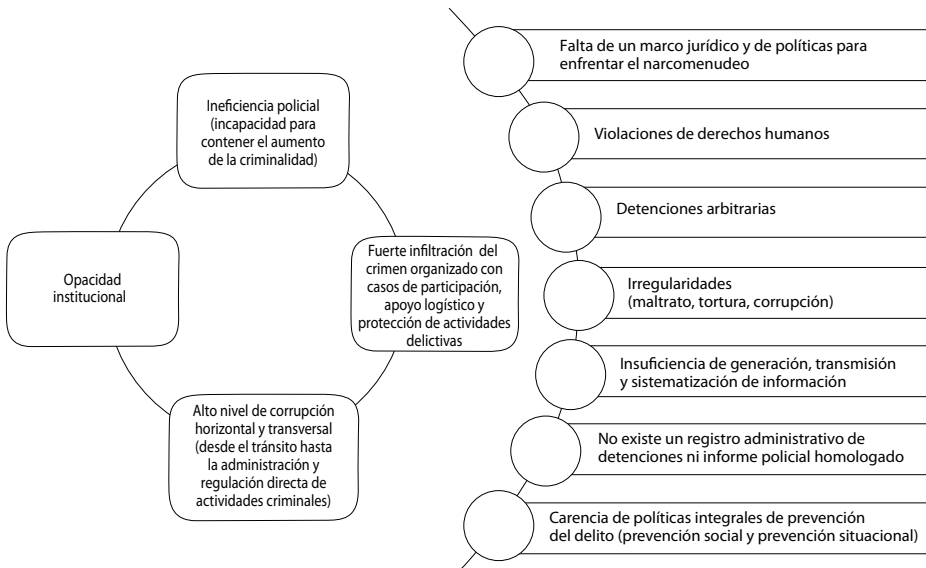 Ineficiencia policial
(incapacidad para
contener el aumento
de la criminalidad)
Opacidad
institucional
Fuerte infiltración del
crimen organizado con
casos de participación,
apoyo logístico y
protección de actividades
delictivas
Alto nivel de corrupción
horizontal y transversal
(desde el tránsito hasta
la administración y
regulación directa de
actividades criminales)
Falta de un marco jurídico y de políticas para
enfrentar el narcomenudeo
Violaciones de derechos humanos
Detenciones arbitrarias
Irregularidades
(maltrato, tortura, corrupción)
Insuficiencia de generación, transmisión
y sistematización de información
No existe un registro administrativo de
detenciones ni informe policial homologado
Carencia de políticas integrales de prevención
del delito (prevención social y prevención situacional)